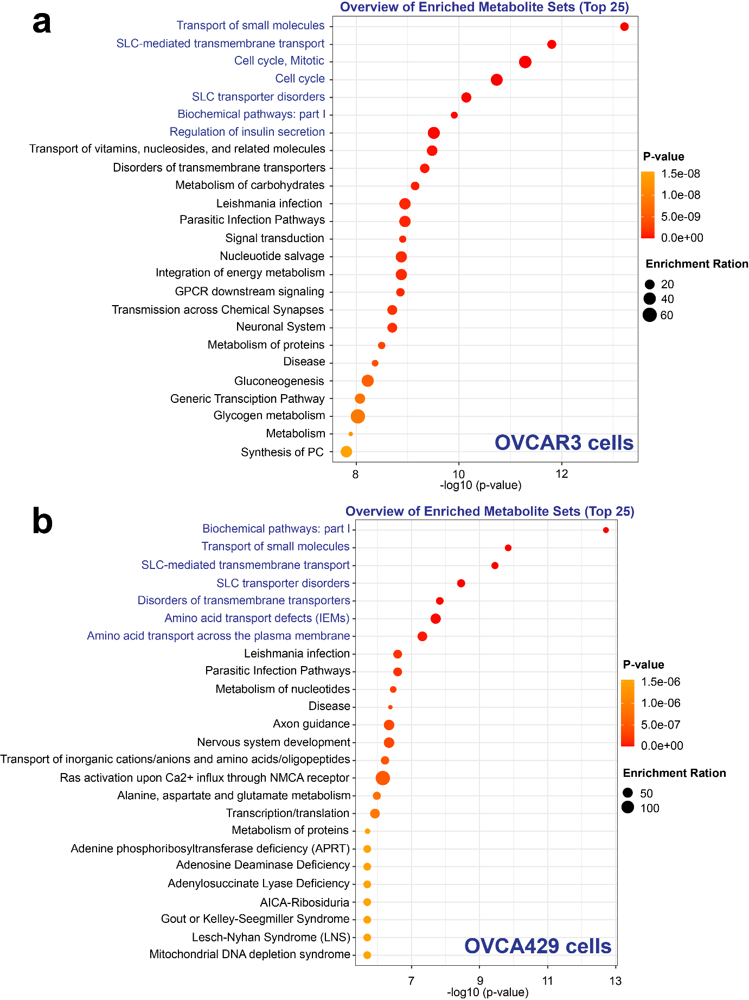 a
Overview of Enriched Metabolite Sets (Top 25)
Transport of small molecules
SLC-mediated transmembrane transport
Cell cycle, Mitotic
Cell cycle
SLC transporter disorders
Biochemical pathways: part I
Regulation of insulin secretion
Transport of vitamins, nucleosides, and related molecules
Disorders of transmembrane transporters
Metabolism of carbohydrates
Leishmania infection
Parasitic Infection Pathways
Signal transduction
Nucleuotide salvage
Integration of energy metabolism
GPCR downstream signaling
Transmission across Chemical Synapses
Neuronal System
Metabolism of proteins
Disease
Gluconeogenesis
Generic Transciption Pathway
Glycogen metabolism
Metabolism
Synthesis of PC
OVCAR3 cells
8 10 12
-log10 (p-value)
P-value
1.5e-08
1.0e-08
5.0e-09
0.0e+00
Enrichment Ration
20
40
60
b
Overview of Enriched Metabolite Sets (Top 25)
Biochemical pathways: part I
Transport of small molecules
SLC-mediated transmembrane transport
SLC transporter disorders
Disorders of transmembrane transporters
Amino acid transport defects (IEMs)
Amino acid transport across the plasma membrane
Leishmania infection
Parasitic Infection Pathways
Metabolism of nucleotides
Disease
Axon guidance
Nervous system development
Transport of inorganic cations/anions and amino acids/oligopeptides
Ras activation upon Ca2+ influx through NMCA receptor
Alanine, aspartate and glutamate metabolism
Transcription/translation
Metabolism of proteins
Adenine phosphoribosyltransferase deficiency (APRT)
Adenosine Deaminase Deficiency
Adenylosuccinate Lyase Deficiency
AICA-Ribosiduria
Gout or Kelley-Seegmiller Syndrome
Lesch-Nyhan Syndrome (LNS)
Mitochondrial DNA depletion syndrome
OVCA429 cells
7 9 11 13
-log10 (p-value)
P-value
1.5e-06
1.0e-06
5.0e-07
0.0e+00
Enrichment Ration
50
100